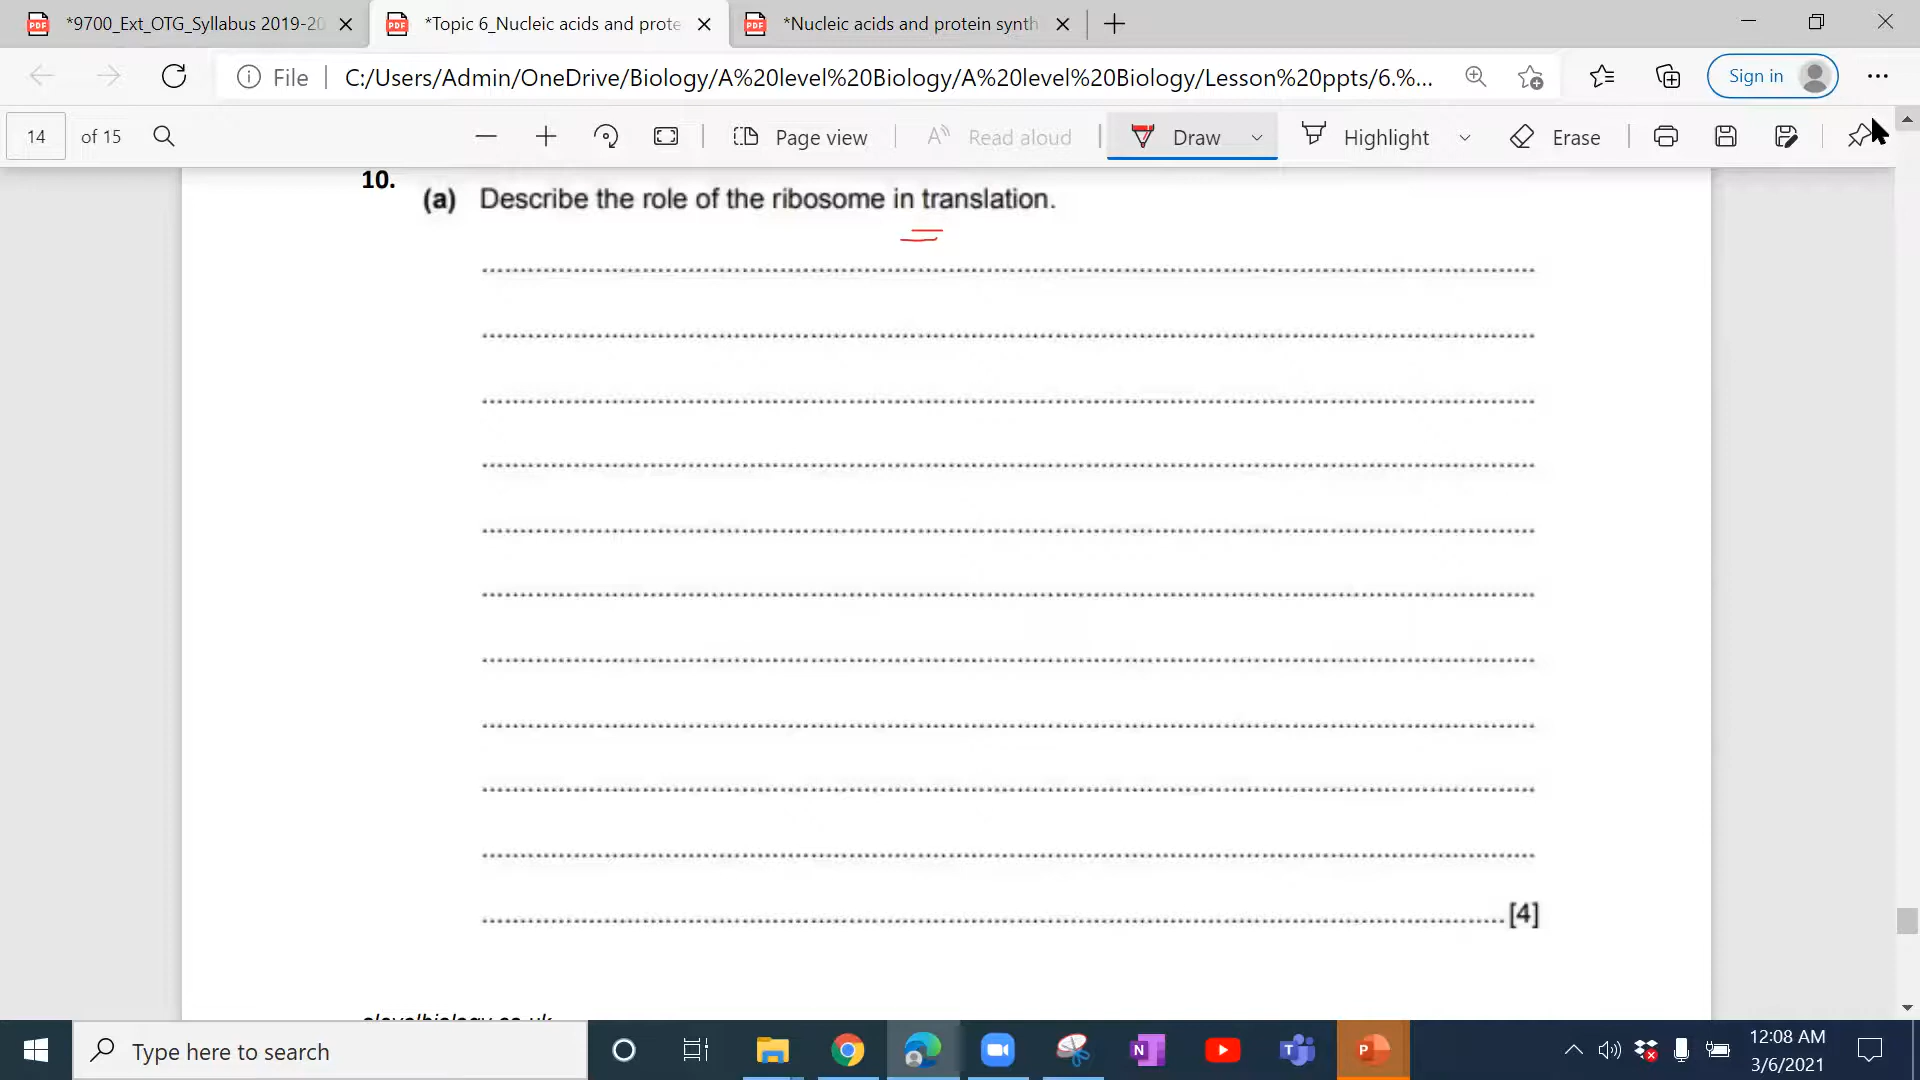 *9700_Ext_OTG_Syllabus 2019-20
*Topic 6_Nucleic acids and prote
*Nucleic acids and protein synth
File
C:/Users/Admin/OneDrive/Biology/A%20level%20Biology/A%20level%20Biology/Lesson%20ppts/6.%...
Sign in
14 of 15
Page view
Read aloud
Draw
Highlight
Erase
10.
(a) Describe the role of the ribosome in translation.
[4]
alevelbiology.co.uk
Type here to search
12:08 AM
3/6/2021